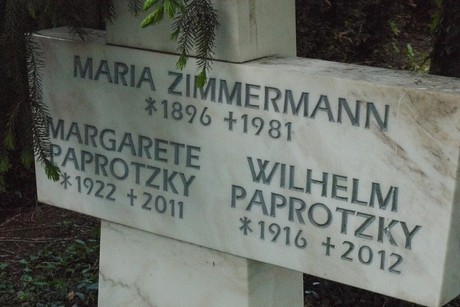 MARIA ZIMMERMANN
*1896 †1981
MARGARETE
PAPROTZKY
*1922 †2011
WILHELM
PAPROTZKY
*1916 †2012